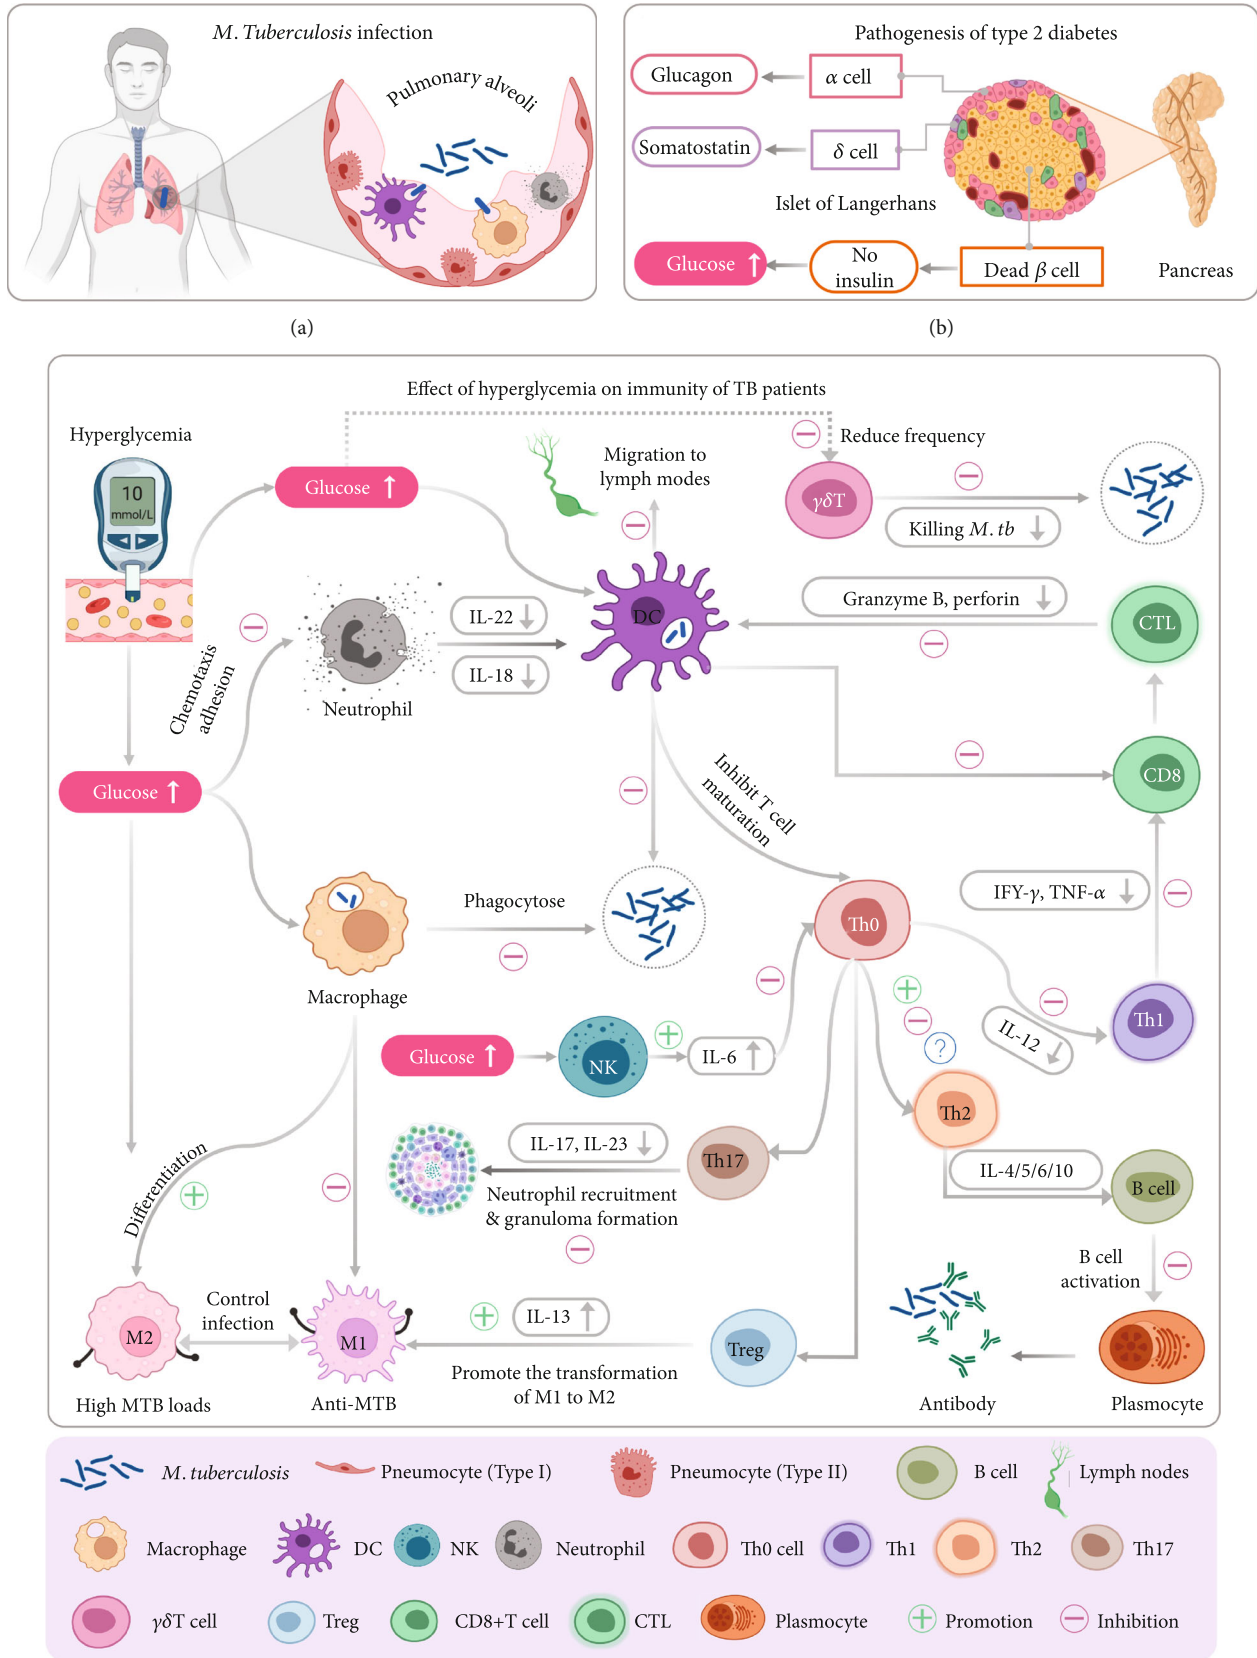 M. Tuberculosis infection
Pulmonary alveoli
(a)
Pathogenesis of type 2 diabetes
Glucagon
α cell
Somatostatin
δ cell
Islet of Langerhans
Glucose ↑
No
insulin
Dead β cell
Pancreas
(b)
Effect of hyperglycemia on immunity of TB patients
Hyperglycemia
10
mmol/L
Glucose ↑
Migration to
lymph modes
Reduce frequency
γδT
Killing M. tb ↓
Chemotaxis
adhesion
Neutrophil
IL-22 ↓
IL-18 ↓
DC
Granzyme B, perforin ↓
CTL
CD8
Glucose ↑
Inhibit T cell
maturation
Macrophage
Phagocytose
Th0
IFY-γ, TNF-α ↓
Th1
IL-12 ↓
Glucose ↑
NK
IL-6 ↑
?
Th2
IL-17, IL-23 ↓
Th17
Neutrophil recruitment
& granuloma formation
IL-4/5/6/10
B cell
B cell
activation
Differentiation
M2
Control
infection
M1
IL-13 ↑
Promote the transformation
of M1 to M2
Treg
High MTB loads
Anti-MTB
Antibody
Plasmocyte
M. tuberculosis
Pneumocyte (Type I)
Pneumocyte (Type II)
B cell
Lymph nodes
Macrophage
DC
NK
Neutrophil
Th0 cell
Th1
Th2
Th17
γδT cell
Treg
CD8+T cell
CTL
Plasmocyte
Promotion
Inhibition